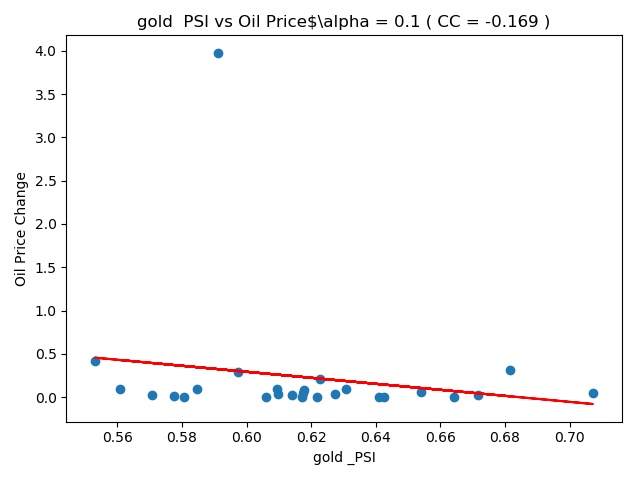 gold  PSI vs Oil Price$\alpha = 0.1 ( CC = -0.169 )
4.0
3.5
3.0
2.5
2.0
1.5
1.0
0.5
0.0
Oil Price Change
0.56 0.58 0.60 0.62 0.64 0.66 0.68 0.70
gold _PSI